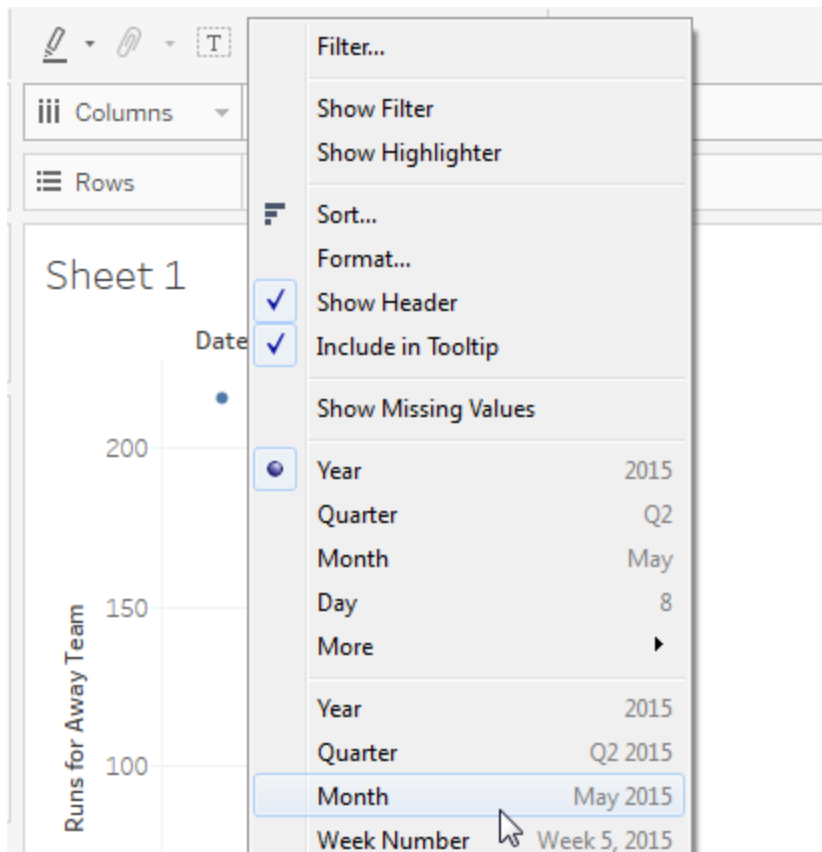 T
Columns
Rows
Sheet 1
Date
200
150
100
Runs for Away Team
Filter...
Show Filter
Show Highlighter
Sort...
Format...
Show Header
Include in Tooltip
Show Missing Values
Year 2015
Quarter Q2
Month May
Day 8
More
Year 2015
Quarter Q2 2015
Month May 2015
Week Number Week 5, 2015